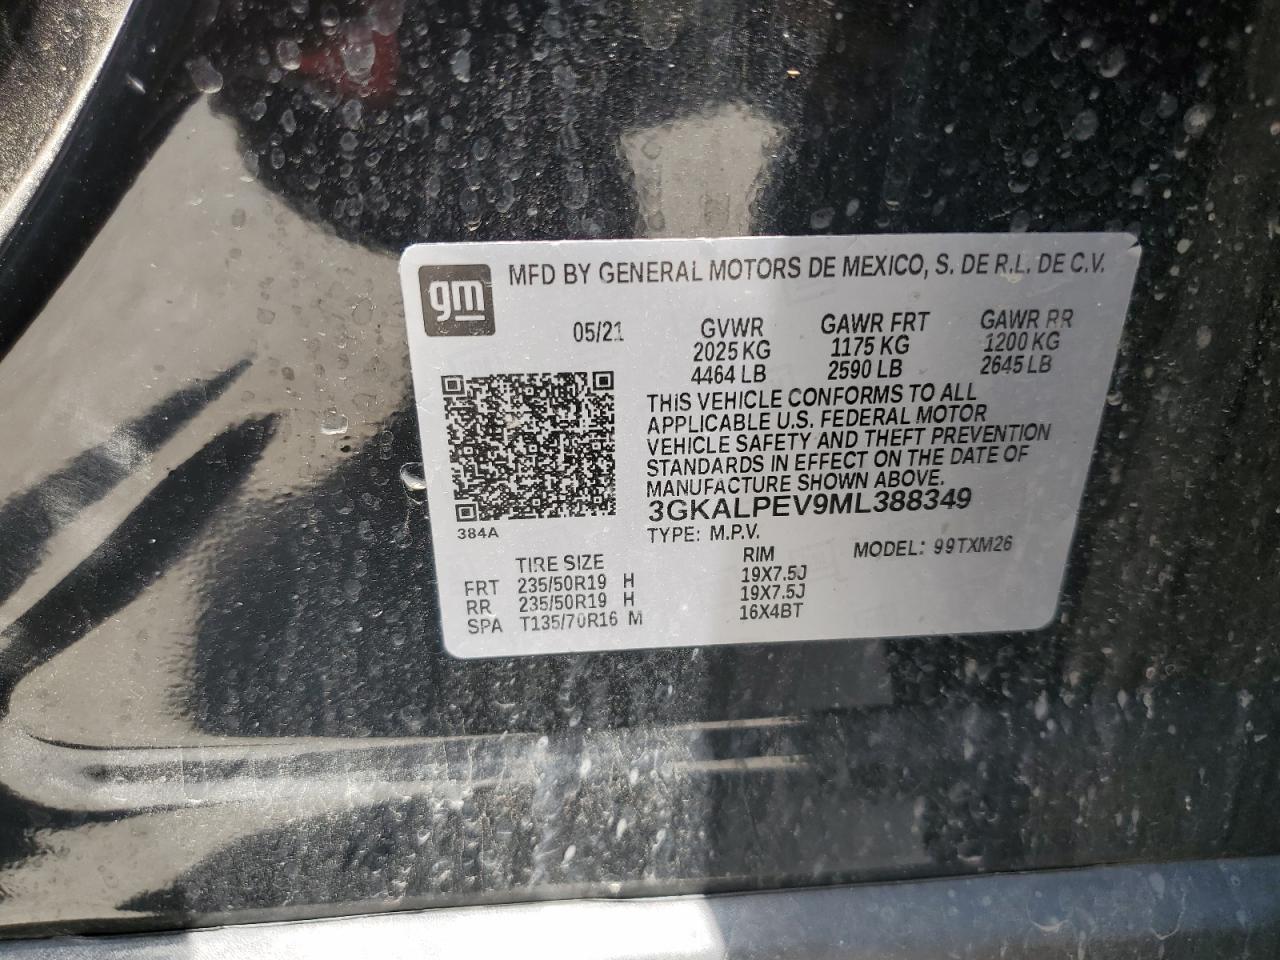 gm
MFD BY GENERAL MOTORS DE MEXICO, S. DE R.L. DE C.V.
05/21 GVWR GAWR FRT GAWR RR
2025 KG 1175 KG 1200 KG
4464 LB 2590 LB 2645 LB
THIS VEHICLE CONFORMS TO ALL
APPLICABLE U.S. FEDERAL MOTOR
VEHICLE SAFETY AND THEFT PREVENTION
STANDARDS IN EFFECT ON THE DATE OF
MANUFACTURE SHOWN ABOVE.
3GKALPEV9ML388349
384A
TYPE: M.P.V.
MODEL: 99TXM26
TIRE SIZE RIM
FRT 235/50R19 H 19X7.5J
RR 235/50R19 H 19X7.5J
SPA T135/70R16 M 16X4BT